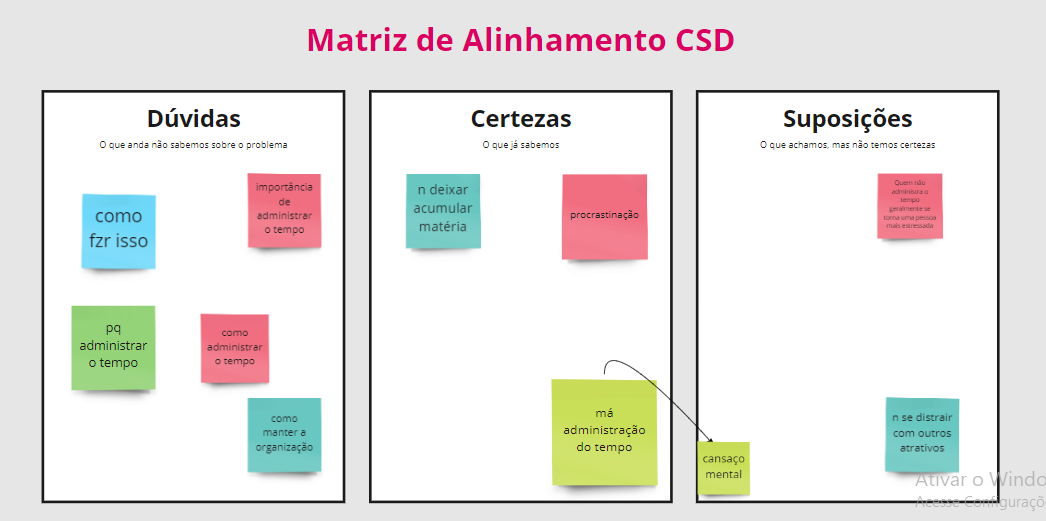 Matriz de Alinhamento CSD
Dúvidas
O que anda não sabemos sobre o problema
como
fzr isso
importância
de
administrar
o tempo
pq
administrar
o tempo
como
administrar
o tempo
como
manter a
organização
Certezas
O que já sabemos
n deixar
acumular
matéria
procrastinação
má
administração
do tempo
Suposições
O que achamos, mas não temos certezas
Quem não
administra o
tempo
geralmente se
torna uma pessoa
mais estressada
cansaço
mental
n se distrair
com outros
atrativos
Ativar o Windo
Acesse Configuraçõ